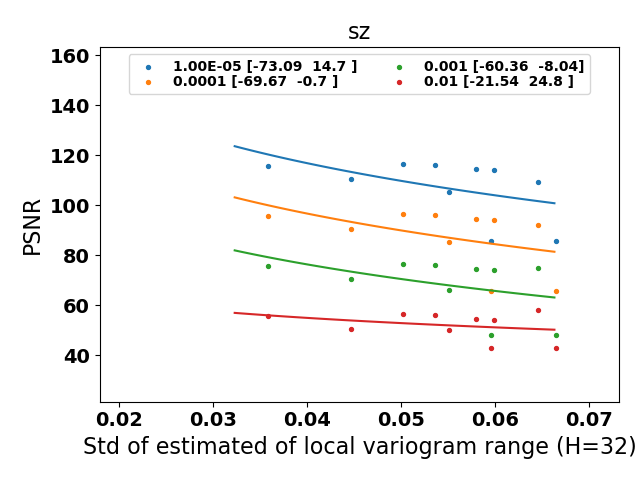 sz
1.00E-05 [-73.09  14.7 ]
0.0001 [-69.67  -0.7 ]
0.001 [-60.36  -8.04]
0.01 [-21.54  24.8 ]
PSNR
160
140
120
100
80
60
40
0.02 0.03 0.04 0.05 0.06 0.07
Std of estimated of local variogram range (H=32)